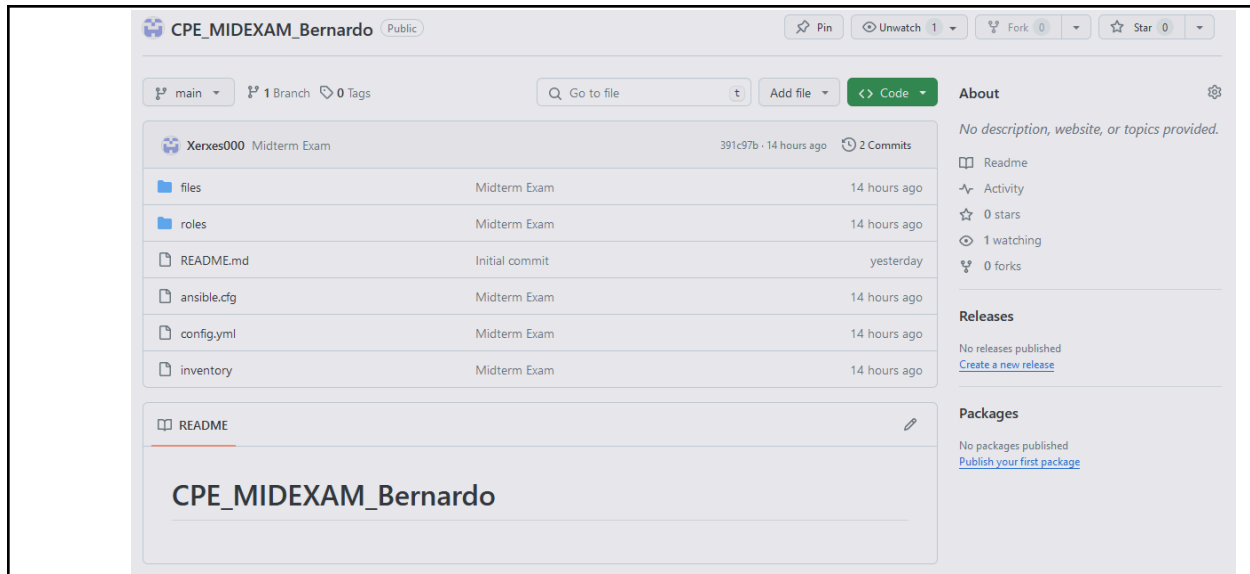 CPE_MIDEXAM_Bernardo Public
Pin
Unwatch 1
Fork 0
Star 0
main
1 Branch
0 Tags
Go to file t
Add file
<> Code
Xerxes000 Midterm Exam 391c97b · 14 hours ago 2 Commits
files Midterm Exam 14 hours ago
roles Midterm Exam 14 hours ago
README.md Initial commit yesterday
ansible.cfg Midterm Exam 14 hours ago
config.yml Midterm Exam 14 hours ago
inventory Midterm Exam 14 hours ago
README
CPE_MIDEXAM_Bernardo
About
No description, website, or topics provided.
Readme
Activity
0 stars
1 watching
0 forks
Releases
No releases published
Create a new release
Packages
No packages published
Publish your first package